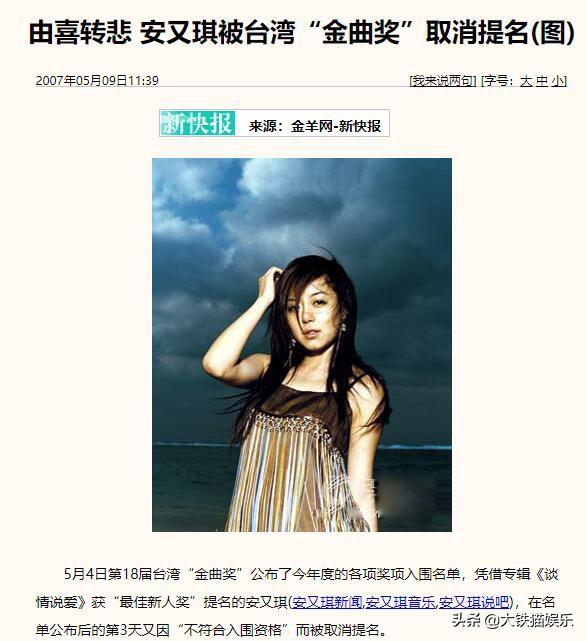 由喜转悲 安又琪被台湾“金曲奖”取消提名(图)
2007年05月09日11:39 [我来说两句] [字号：大 中 小]
新快报 来源：金羊网-新快报
5月4日第18届台湾“金曲奖”公布了今年度的各项奖项入围名单，凭借专辑《谈
情说爱》获“最佳新人奖”提名的安又琪(安又琪新闻,安又琪音乐,安又琪说吧)，在名
单公布后的第3天又因“不符合入围资格”而被取消提名。
头条 @大铁猫娱乐